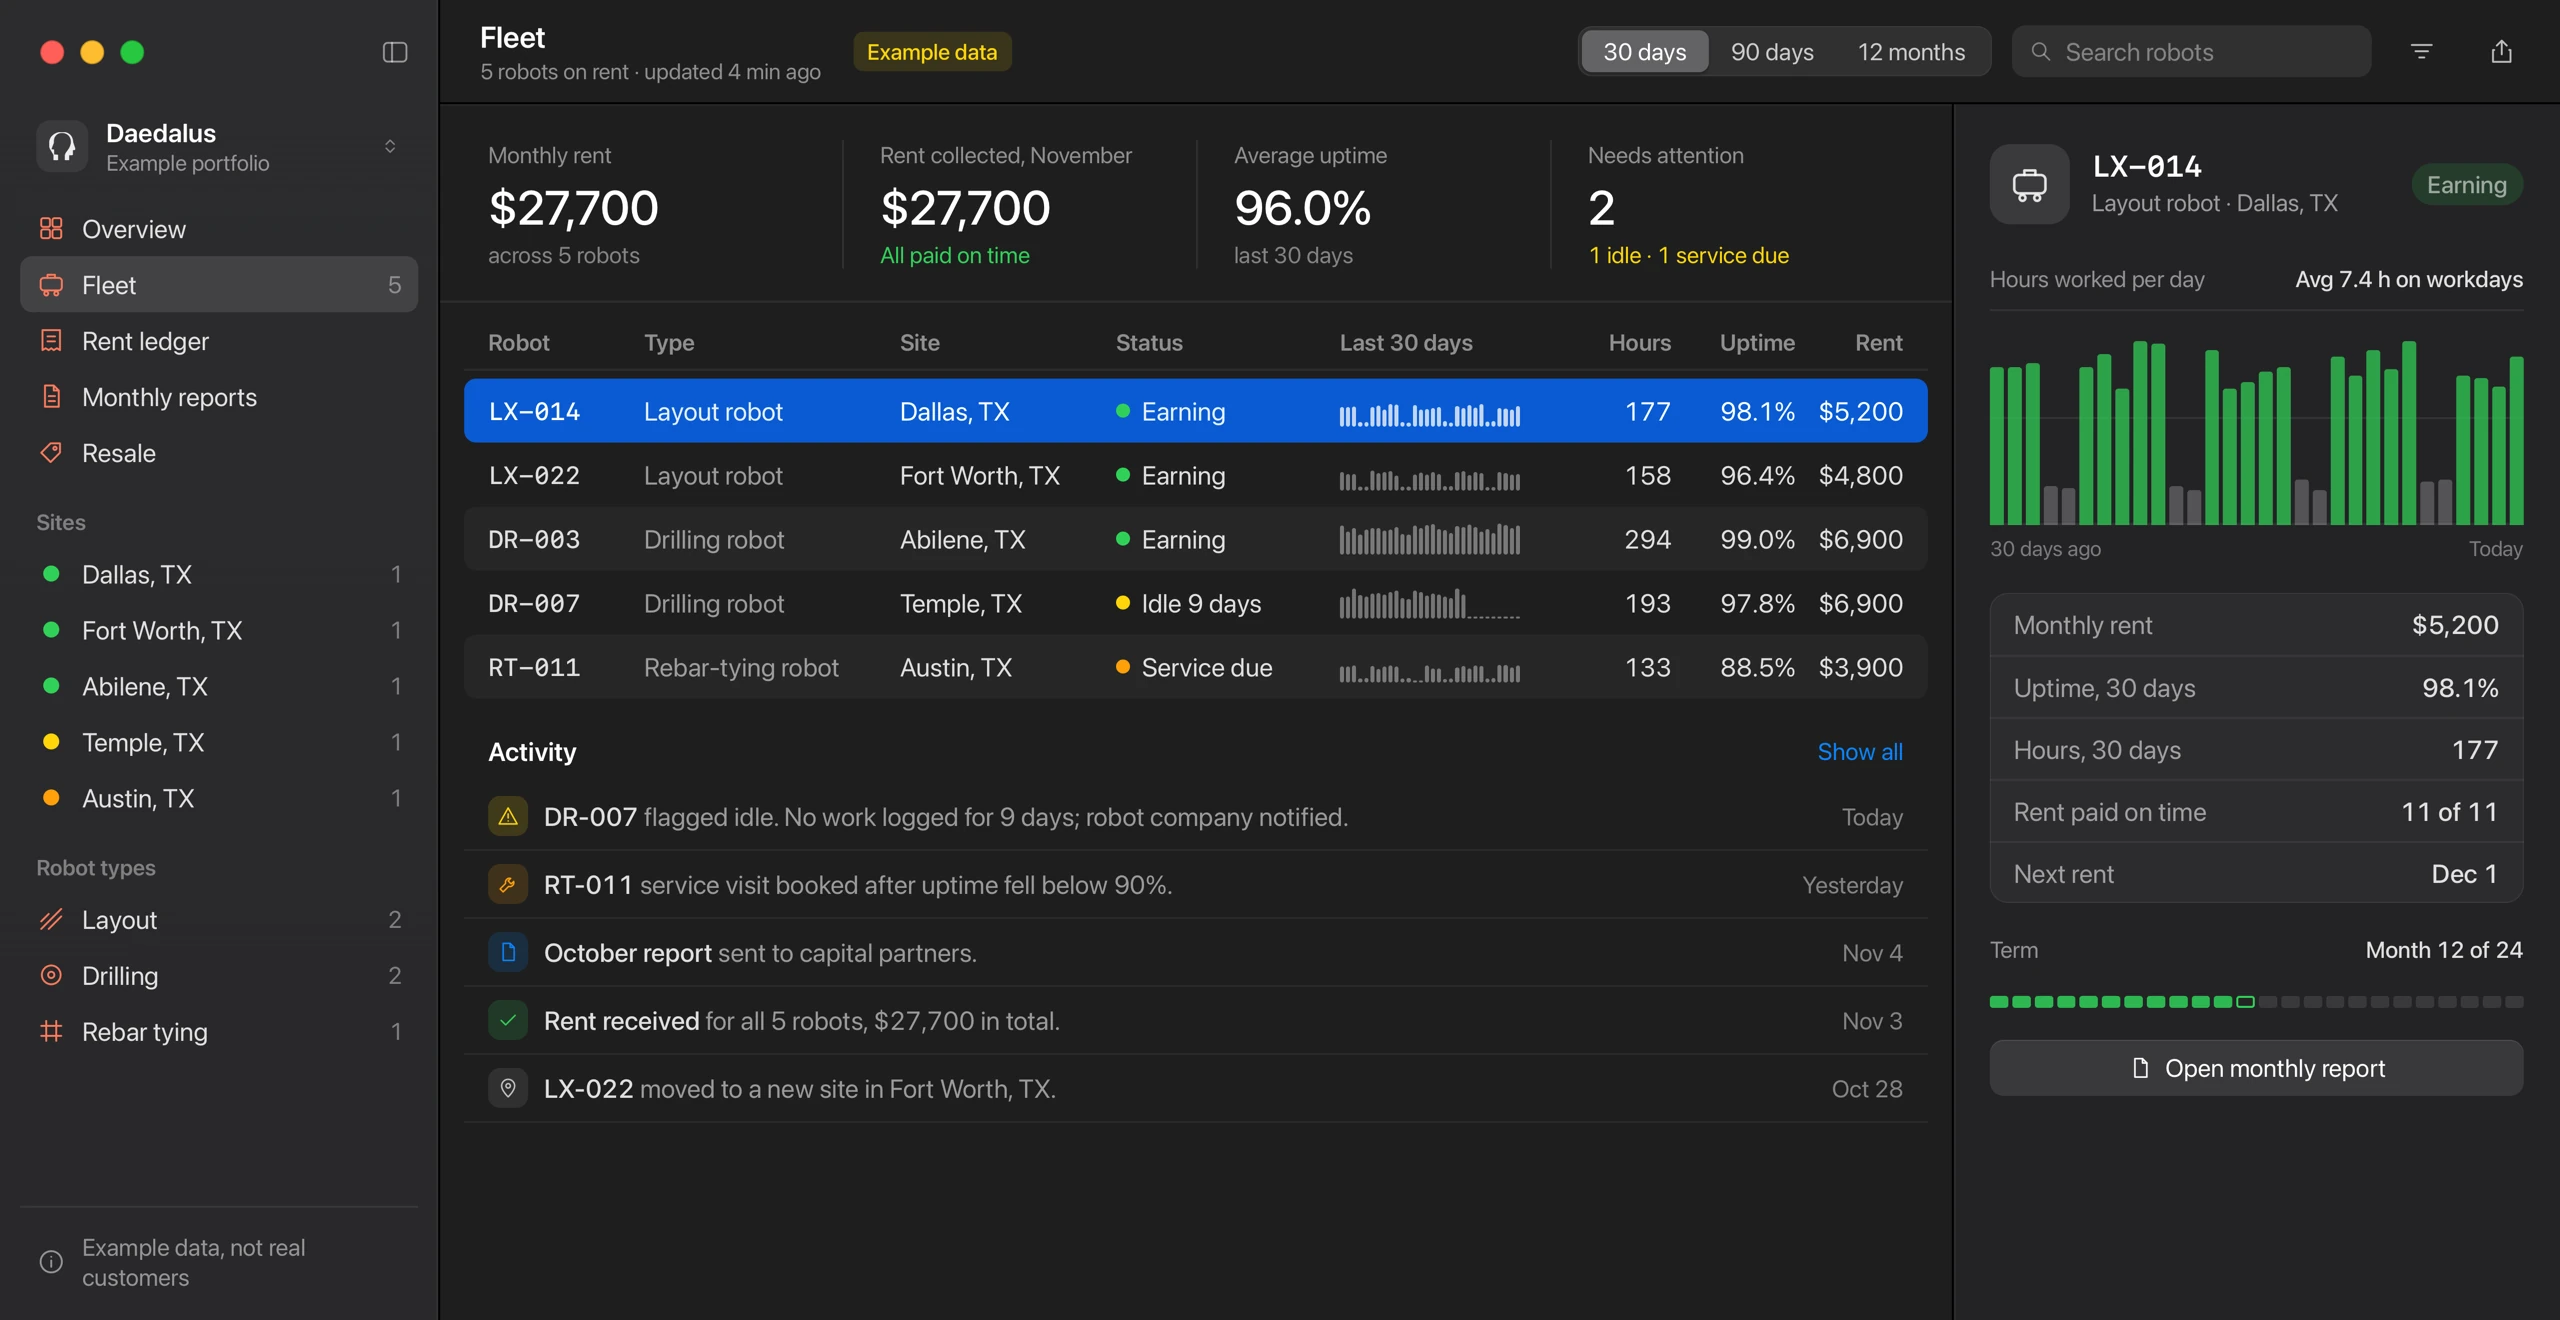 Daedalus
Example portfolio
Overview
Fleet 5
Rent ledger
Monthly reports
Resale
Sites
Dallas, TX 1
Fort Worth, TX 1
Abilene, TX 1
Temple, TX 1
Austin, TX 1
Robot types
Layout 2
Drilling 2
Rebar tying 1
Example data, not real
customers
Fleet
5 robots on rent · updated 4 min ago
Example data
30 days 90 days 12 months
Search robots
Monthly rent
$27,700
across 5 robots
Rent collected, November
$27,700
All paid on time
Average uptime
96.0%
last 30 days
Needs attention
2
1 idle · 1 service due
Robot Type Site Status Last 30 days Hours Uptime Rent
LX-014 Layout robot Dallas, TX Earning 177 98.1% $5,200
LX-022 Layout robot Fort Worth, TX Earning 158 96.4% $4,800
DR-003 Drilling robot Abilene, TX Earning 294 99.0% $6,900
DR-007 Drilling robot Temple, TX Idle 9 days 193 97.8% $6,900
RT-011 Rebar-tying robot Austin, TX Service due 133 88.5% $3,900
Activity Show all
DR-007 flagged idle. No work logged for 9 days; robot company notified. Today
RT-011 service visit booked after uptime fell below 90%. Yesterday
October report sent to capital partners. Nov 4
Rent received for all 5 robots, $27,700 in total. Nov 3
LX-022 moved to a new site in Fort Worth, TX. Oct 28
LX-014
Layout robot · Dallas, TX
Earning
Hours worked per day Avg 7.4 h on workdays
30 days ago Today
Monthly rent $5,200
Uptime, 30 days 98.1%
Hours, 30 days 177
Rent paid on time 11 of 11
Next rent Dec 1
Term Month 12 of 24
Open monthly report